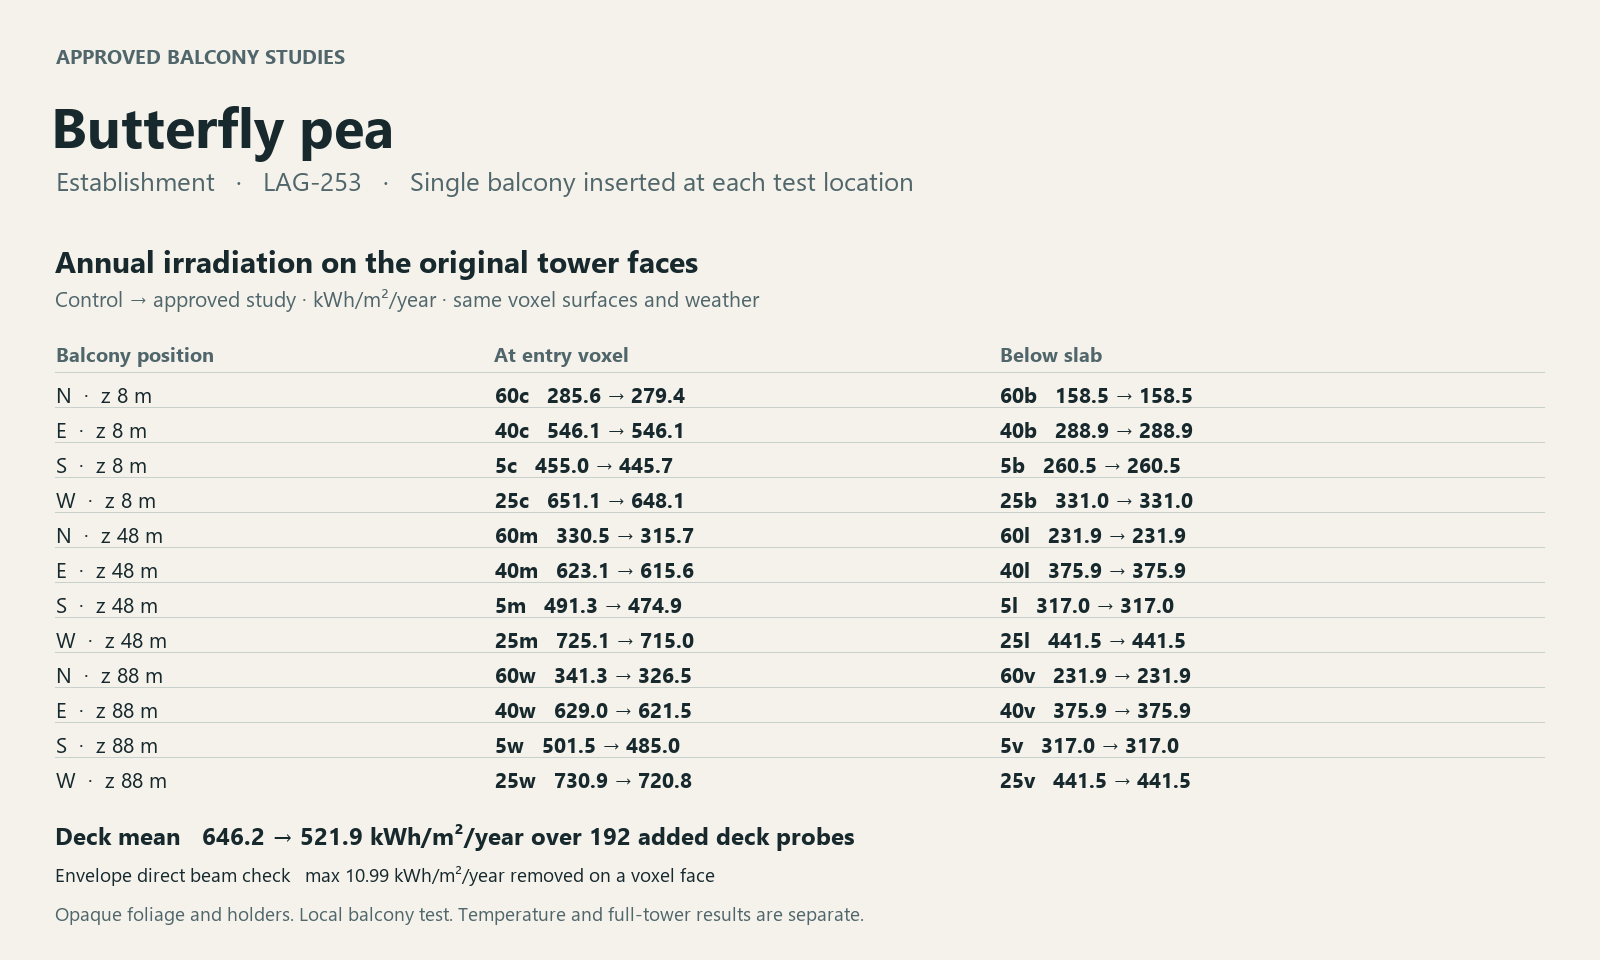 APPROVED BALCONY STUDIES
Butterfly pea
Establishment · LAG-253 · Single balcony inserted at each test location
Annual irradiation on the original tower faces
Control → approved study · kWh/m²/year · same voxel surfaces and weather
Balcony position At entry voxel Below slab
N · z 8 m 60c 285.6 → 279.4 60b 158.5 → 158.5
E · z 8 m 40c 546.1 → 546.1 40b 288.9 → 288.9
S · z 8 m 5c 455.0 → 445.7 5b 260.5 → 260.5
W · z 8 m 25c 651.1 → 648.1 25b 331.0 → 331.0
N · z 48 m 60m 330.5 → 315.7 60l 231.9 → 231.9
E · z 48 m 40m 623.1 → 615.6 40l 375.9 → 375.9
S · z 48 m 5m 491.3 → 474.9 5l 317.0 → 317.0
W · z 48 m 25m 725.1 → 715.0 25l 441.5 → 441.5
N · z 88 m 60w 341.3 → 326.5 60v 231.9 → 231.9
E · z 88 m 40w 629.0 → 621.5 40v 375.9 → 375.9
S · z 88 m 5w 501.5 → 485.0 5v 317.0 → 317.0
W · z 88 m 25w 730.9 → 720.8 25v 441.5 → 441.5
Deck mean 646.2 → 521.9 kWh/m²/year over 192 added deck probes
Envelope direct beam check max 10.99 kWh/m²/year removed on a voxel face
Opaque foliage and holders. Local balcony test. Temperature and full-tower results are separate.